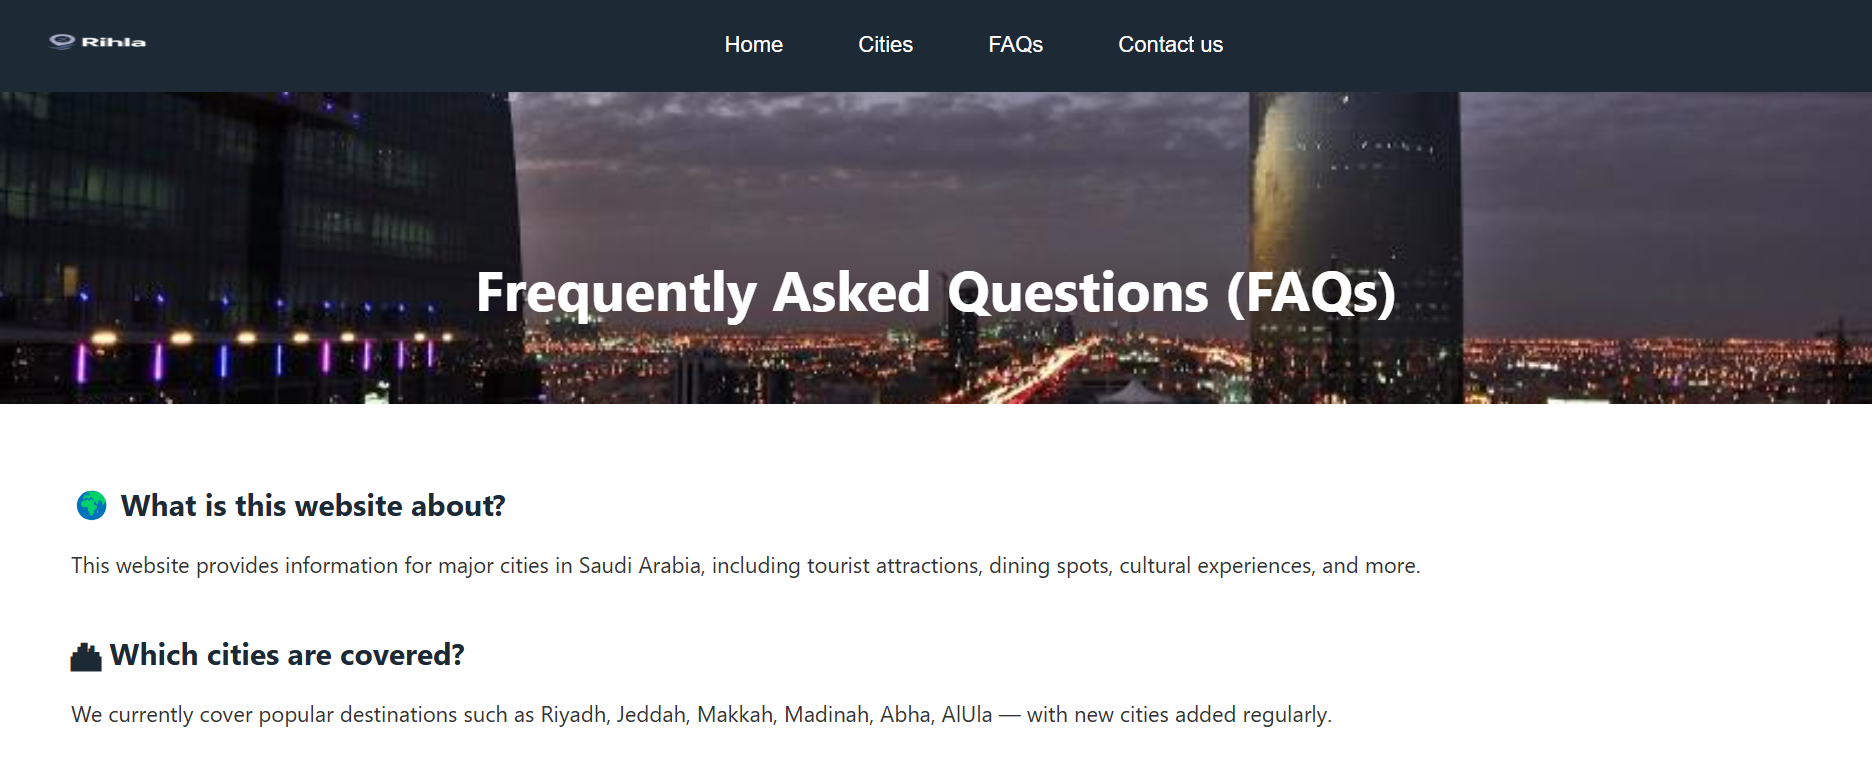 Rihla
Home
Cities
FAQs
Contact us
Frequently Asked Questions (FAQs)
🌍 What is this website about?
This website provides information for major cities in Saudi Arabia, including tourist attractions, dining spots, cultural experiences, and more.
🏙 Which cities are covered?
We currently cover popular destinations such as Riyadh, Jeddah, Makkah, Madinah, Abha, AlUla — with new cities added regularly.